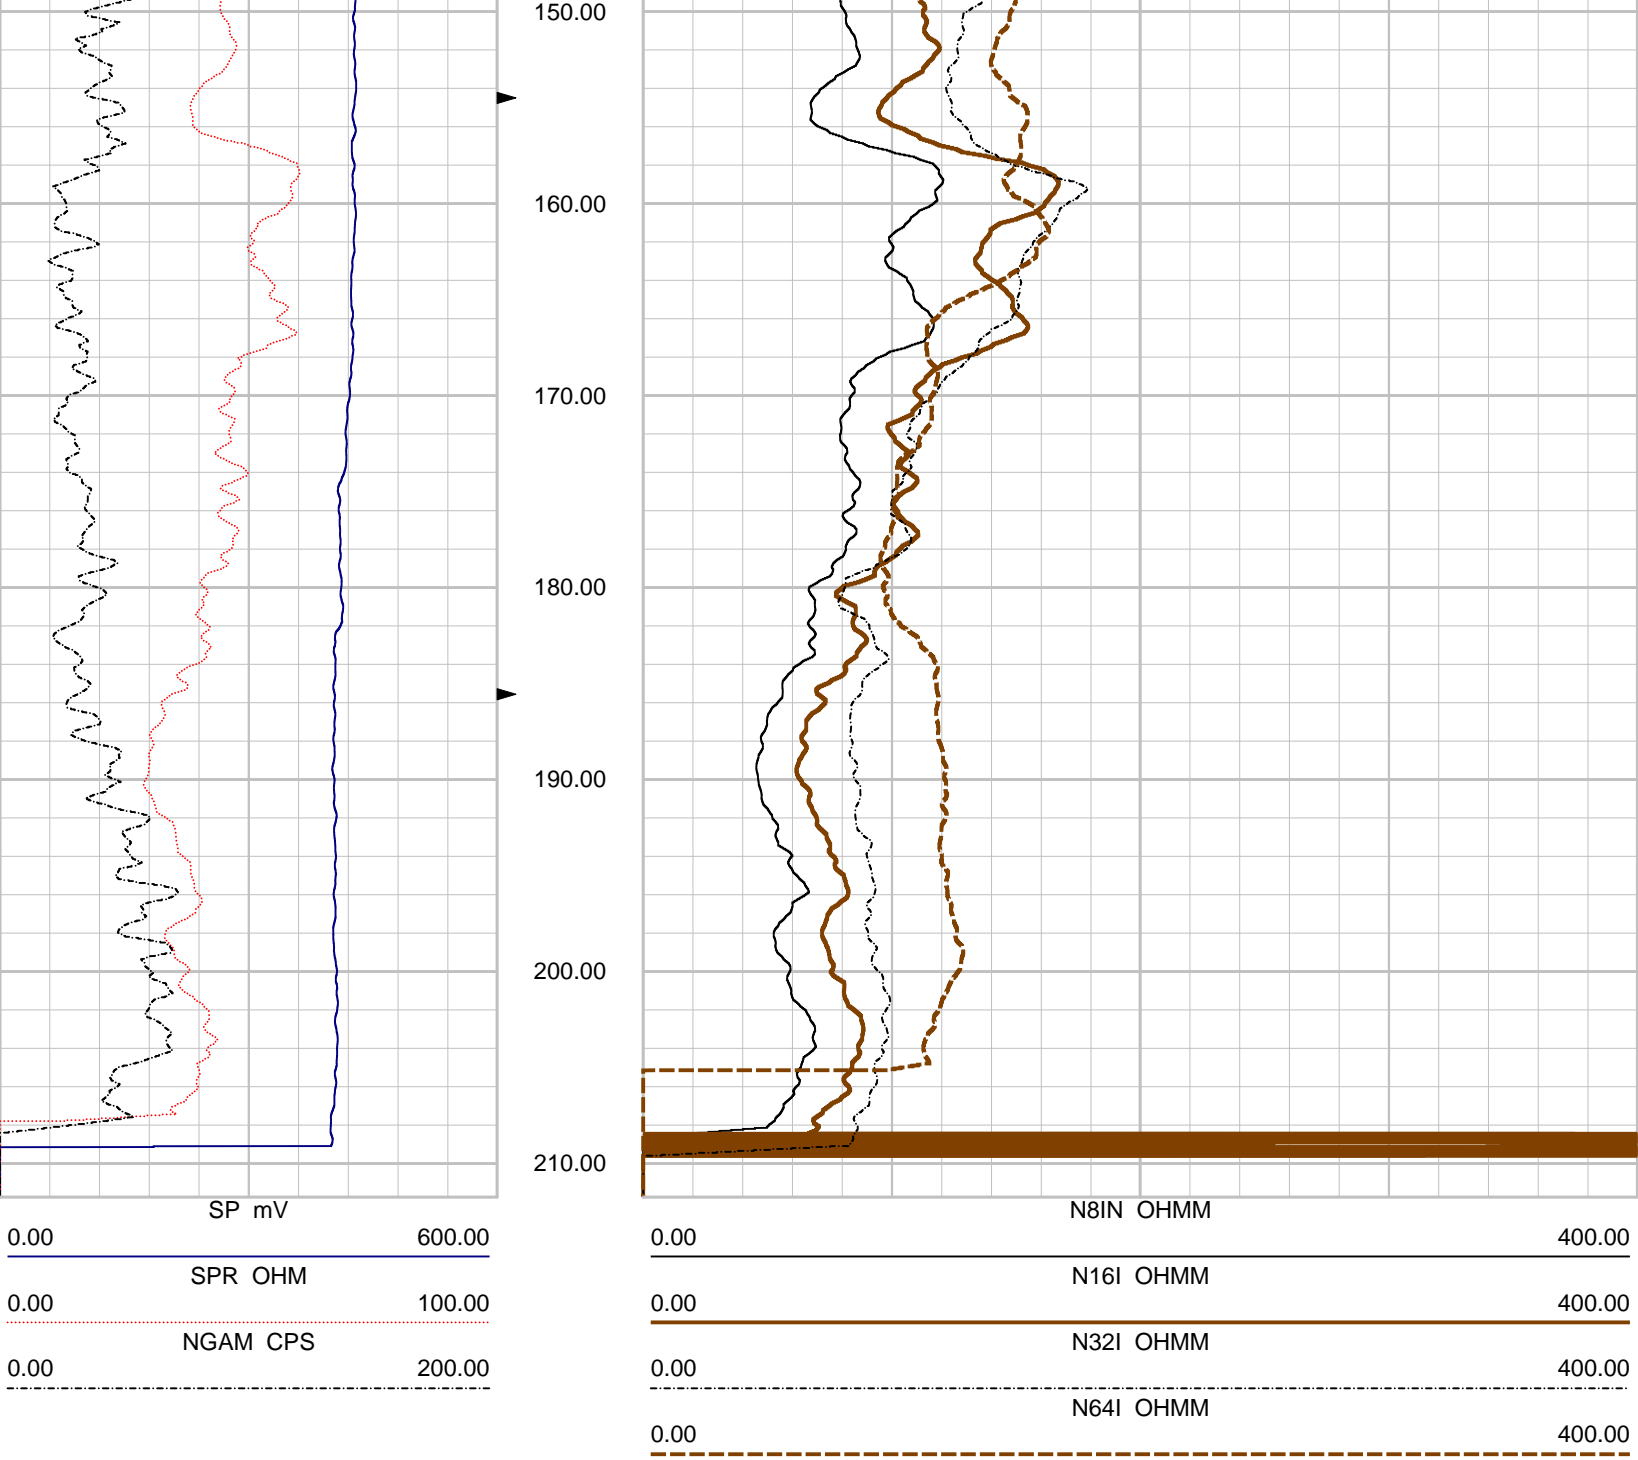 150.00
160.00
170.00
180.00
190.00
200.00
210.00
SP mV
0.00 600.00
SPR OHM
0.00 100.00
NGAM CPS
0.00 200.00
N8IN OHMM
0.00 400.00
N16I OHMM
0.00 400.00
N32I OHMM
0.00 400.00
N64I OHMM
0.00 400.00